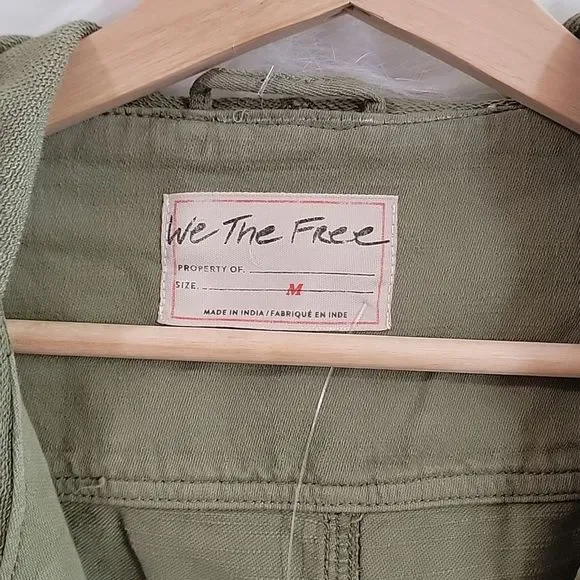 We The Free
PROPERTY OF.
SIZE. M
MADE IN INDIA / FABRIQUÉ EN INDE